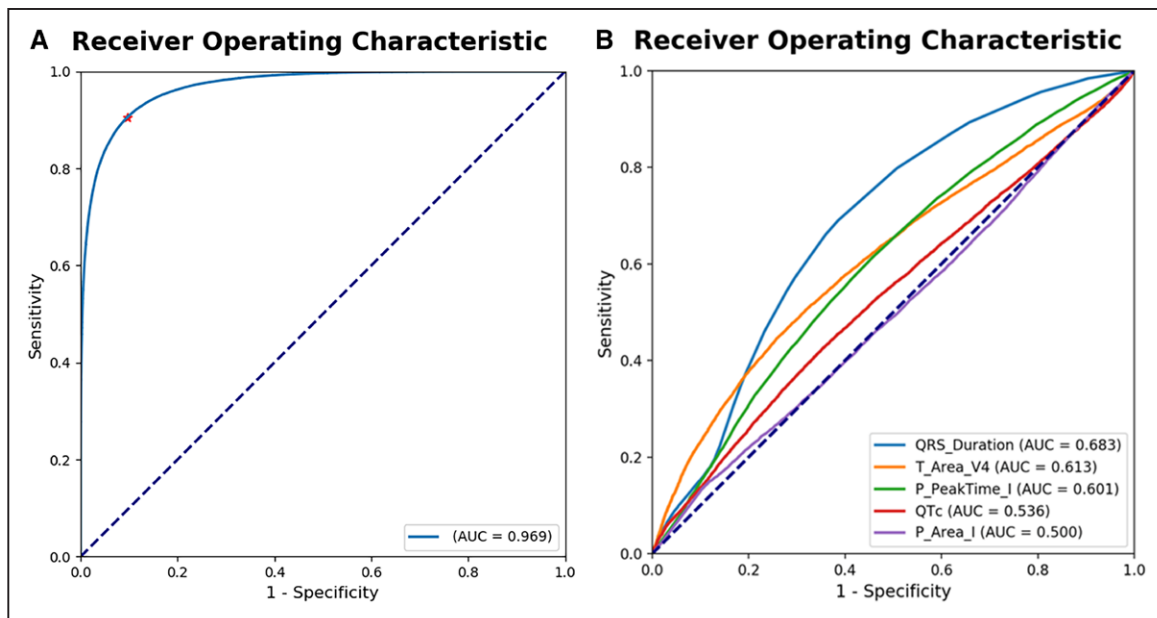 A Receiver Operating Characteristic
1.0
0.8
0.6
0.4
0.2
0.0
Sensitivity
0.0 0.2 0.4 0.6 0.8 1.0
1 - Specificity
(AUC = 0.969)
B Receiver Operating Characteristic
1.0
0.8
0.6
0.4
0.2
0.0
Sensitivity
0.0 0.2 0.4 0.6 0.8 1.0
1 - Specificity
QRS_Duration (AUC = 0.683)
T_Area_V4 (AUC = 0.613)
P_PeakTime_I (AUC = 0.601)
QTc (AUC = 0.536)
P_Area_I (AUC = 0.500)